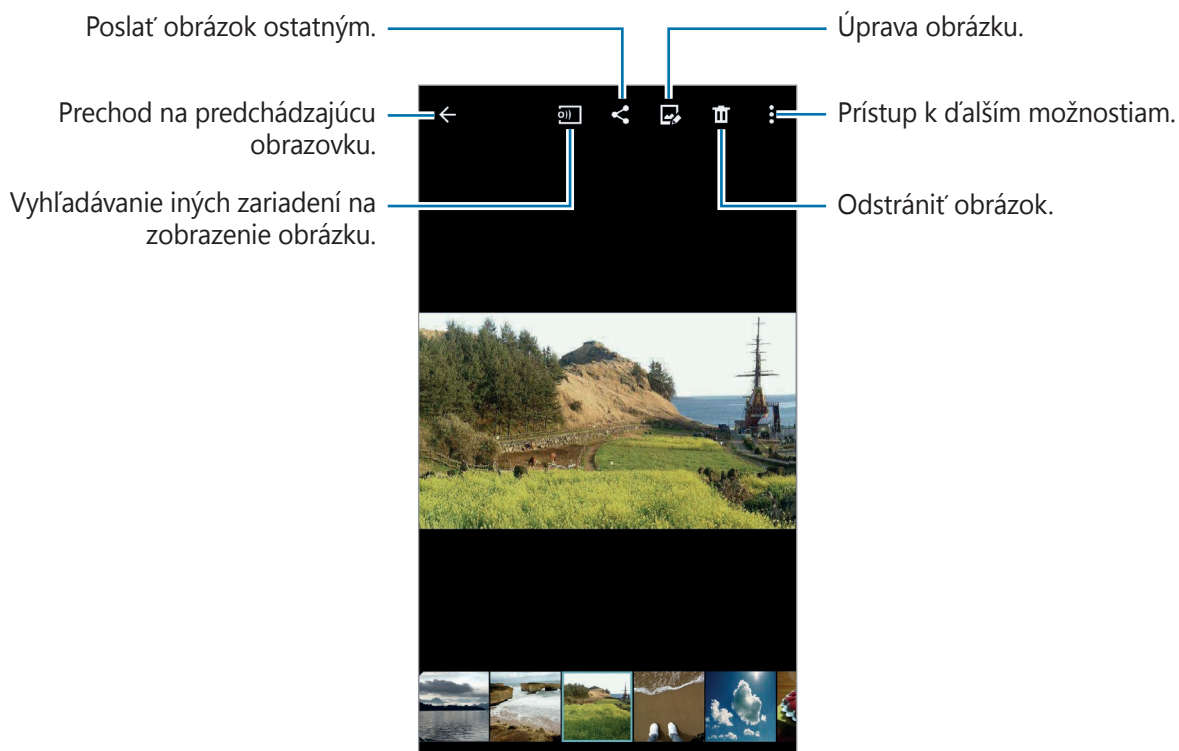 Poslať obrázok ostatným.
Úprava obrázku.
Prechod na predchádzajúcu
obrazovku.
Prístup k ďalším možnostiam.
Vyhľadávanie iných zariadení na
zobrazenie obrázku.
Odstrániť obrázok.